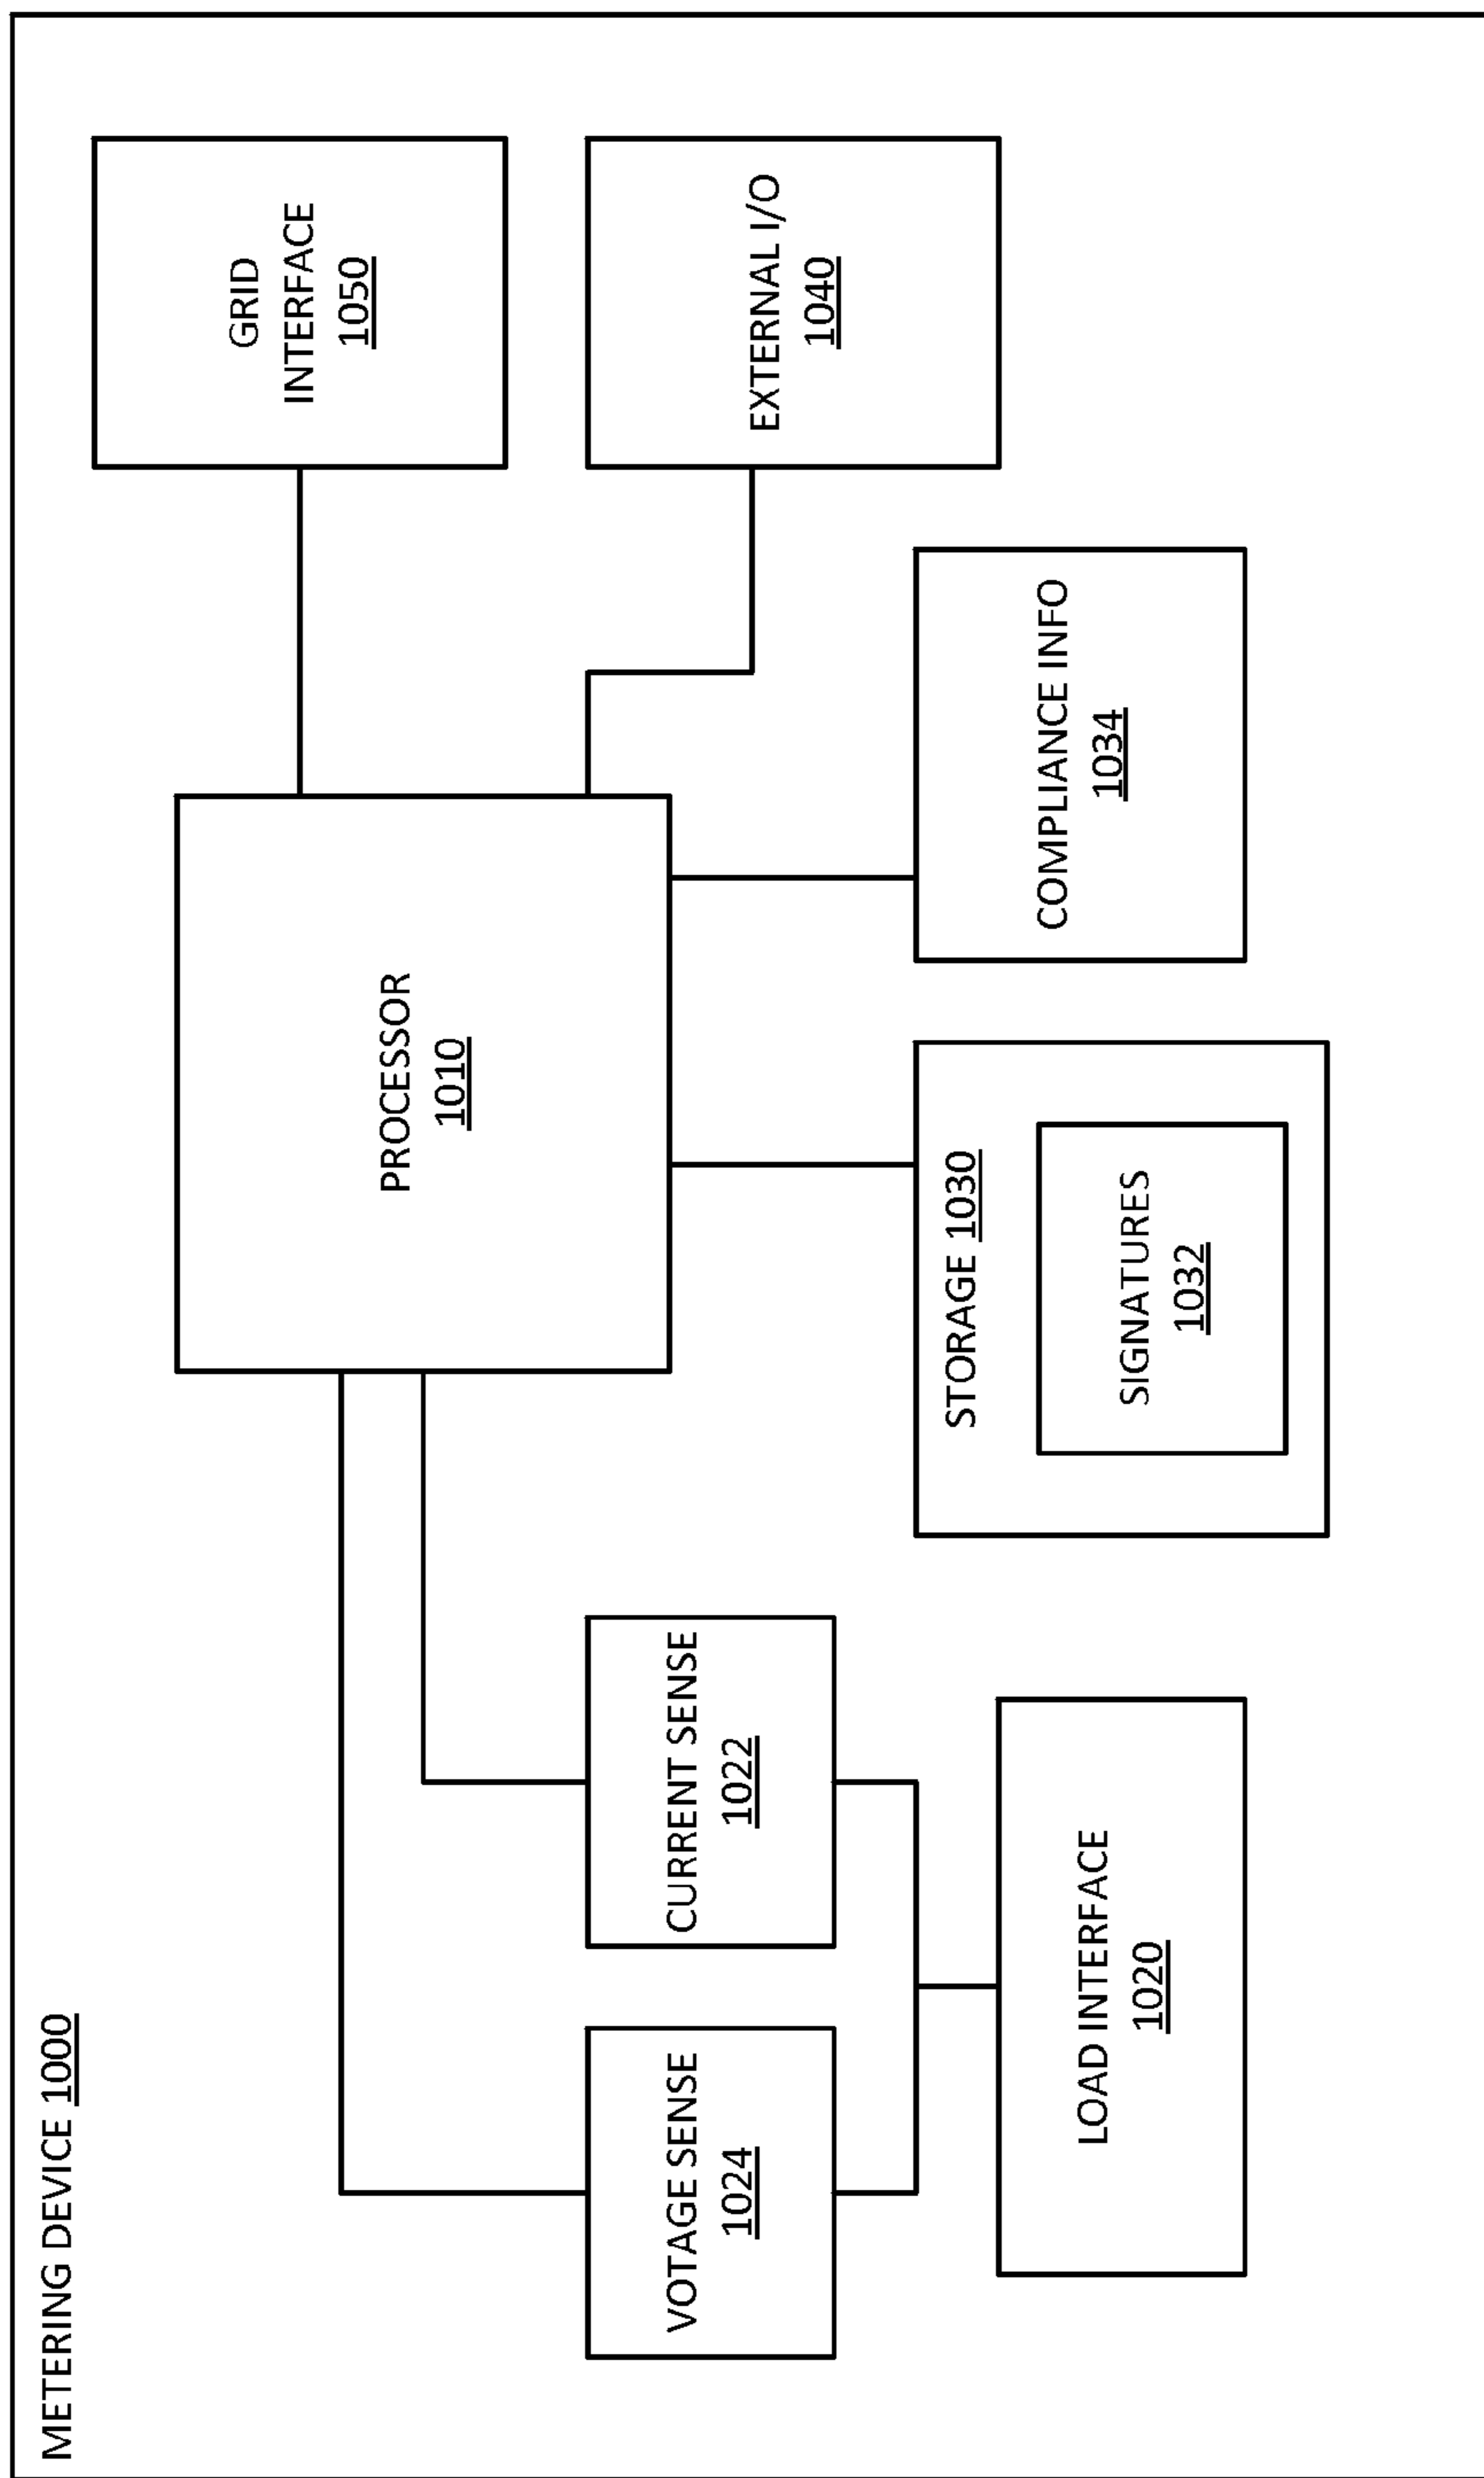 METERING DEVICE 1000
VOTAGE SENSE
1024
CURRENT SENSE
1022
LOAD INTERFACE
1020
PROCESSOR
1010
STORAGE 1030
SIGNATURES
1032
COMPLIANCE INFO
1034
GRID
INTERFACE
1050
EXTERNAL I/O
1040